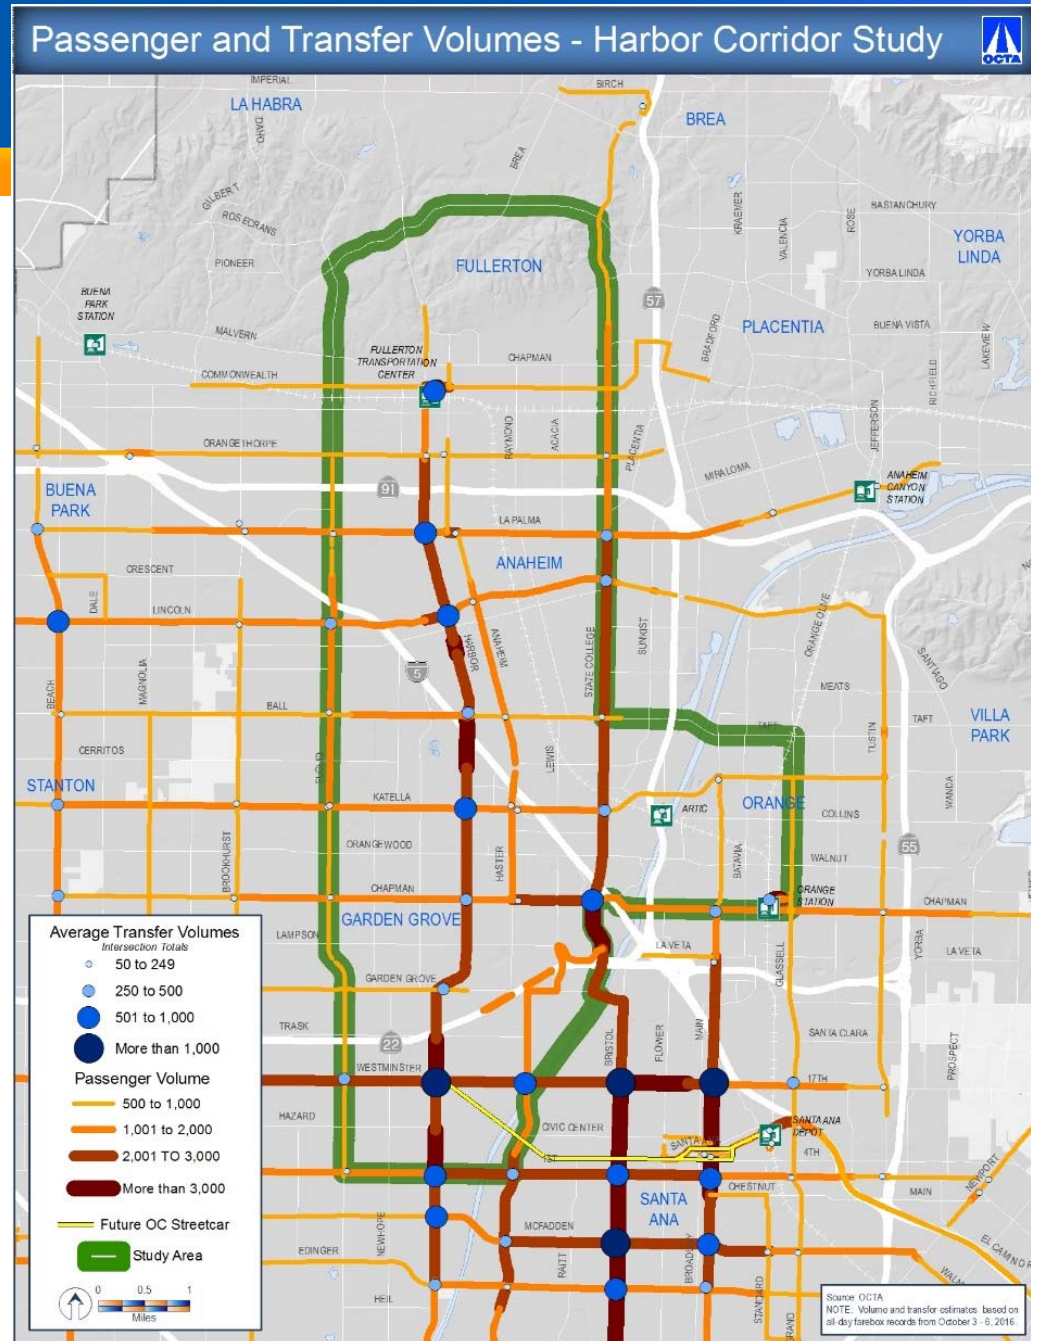 Passenger and Transfer Volumes - Harbor Corridor Study
OCTA
IMPERIAL
BIRCH
LA HABRA
IDAHO
BREA
BREA
GILBERT
ROSECRANS
KRAEMER
VALENCIA
ROSE
BASTANCHURY
YORBA
LINDA
PIONEER
FULLERTON
YORBA LINDA
BUENA
PARK
STATION
57
MALVERN
PLACENTIA
BRADFORD
BUENA VISTA
LAKEVIEW
FULLERTON
TRANSPORTATION
CENTER
CHAPMAN
COMMONWEALTH
RICHFIELD
ORANGETHORPE
RAYMOND
ACACIA
PLACENTIA
JEFFERSON
MIRALOMA
ANAHEIM
CANYON
STATION
BUENA
PARK
91
LA PALMA
ANAHEIM
CRESCENT
DALE
LINCOLN
HARBOR
ANAHEIM
STATE COLLEGE
SUNKIST
ORANGE OLIVE
SANTIAGO
5
BEACH
MAGNOLIA
MEATS
BALL
TAFT
TAFT
VILLA
PARK
CERRITOS
EUCLID
LEWIS
TUSTIN
STANTON
KATELLA
ARTIC
ORANGE
COLLINS
WANDA
BROOKHURST
ORANGEWOOD
HASTER
BATAVIA
WALNUT
55
CHAPMAN
ORANGE
STATION
CHAPMAN
GARDEN GROVE
LAMPSON
LA VETA
GLASSELL
YORBA
LA VETA
GARDEN GROVE
TRASK
22
BRISTOL
FLOWER
MAIN
SANTA CLARA
PROSPECT
WESTMINSTER
17TH
HAZARD
CIVIC CENTER
SANTA ANA
SANTA ANA
DEPOT
1ST
4TH
CHESTNUT
MAIN
NEWPORT
SANTA
ANA
NEWHOPE
MCFADDEN
EDINGER
RAITT
BROADWAY
EL CAMINO R
HEIL
STANDARD
GRAND
WALN
Average Transfer Volumes
Intersection Totals
50 to 249
250 to 500
501 to 1,000
More than 1,000
Passenger Volume
500 to 1,000
1,001 to 2,000
2,001 TO 3,000
More than 3,000
Future OC Streetcar
Study Area
0 0.5 1
Miles
Source: OCTA
NOTE: Volume and transfer estimates based on
all-day farebox records from October 3 - 6, 2016.